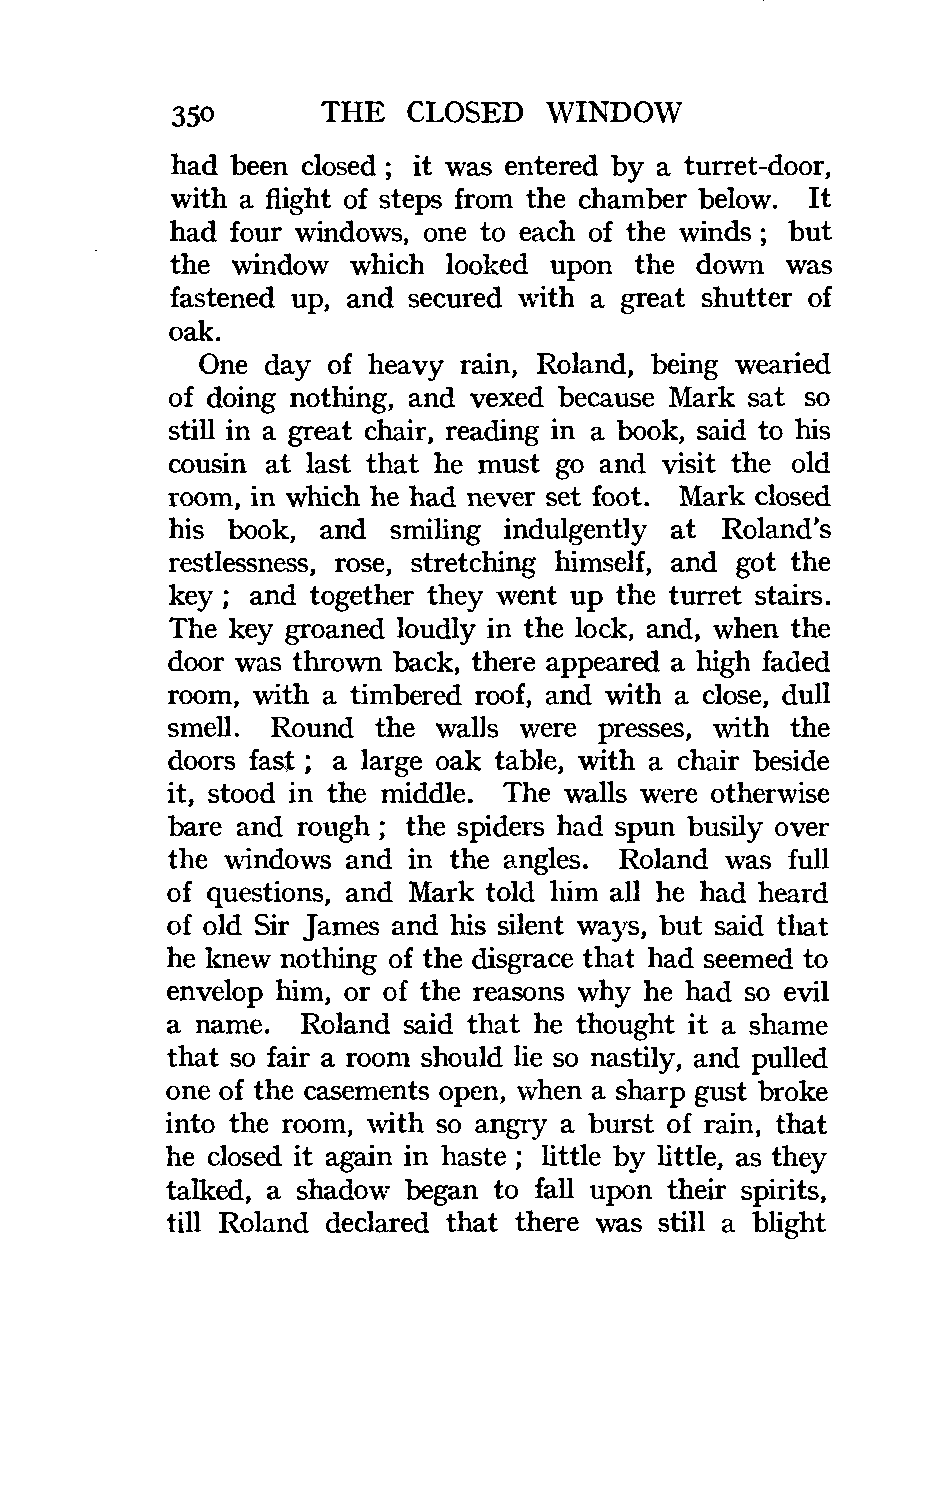 350 THE CLOSED WINDOW
had been closed ; it was entered by a turret-door,
with a flight of steps from the chamber below. It
had four windows, one to each of the winds ; but
the window which looked upon the down was
fastened up, and secured with a great shutter of
oak.
One day of heavy rain, Roland, being wearied
of doing nothing, and vexed because Mark sat so
still in a great chair, reading in a book, said to his
cousin at last that he must go and visit the old
room, in which he had never set foot. Mark closed
his book, and smiling indulgently at Roland's
restlessness, rose, stretching himself, and got the
key ; and together they went up the turret stairs.
The key groaned loudly in the lock, and, when the
door was thrown back, there appeared a high faded
room, with a timbered roof, and with a close, dull
smell. Round the walls were presses, with the
doors fast ; a large oak table, with a chair beside
it, stood in the middle. The walls were otherwise
bare and rough ; the spiders had spun busily over
the windows and in the angles. Roland was full
of questions, and Mark told him all he had heard
of old Sir James and his silent ways, but said that
he knew nothing of the disgrace that had seemed to
envelop him, or of the reasons why he had so evil
a name. Roland said that he thought it a shame
that so fair a room should lie so nastily, and pulled
one of the casements open, when a sharp gust broke
into the room, with so angry a burst of rain, that
he closed it again in haste ; little by little, as they
talked, a shadow began to fall upon their spirits,
till Roland declared that there was still a blight